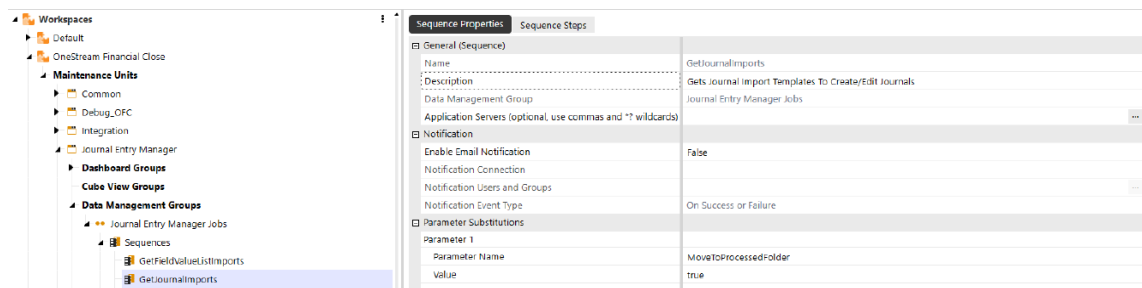 Workspaces
Default
OneStream Financial Close
Maintenance Units
Common
Debug_OFC
Integration
Journal Entry Manager
Dashboard Groups
Cube View Groups
Data Management Groups
Journal Entry Manager Jobs
Sequences
GetFieldValueListImports
GetJournalImports
Sequence Properties Sequence Steps
General (Sequence)
Name GetJournalImports
Description Gets Journal Import Templates To Create/Edit Journals
Data Management Group Journal Entry Manager Jobs
Application Servers (optional, use commas and *? wildcards) ...
Notification
Enable Email Notification False
Notification Connection
Notification Users and Groups ...
Notification Event Type On Success or Failure
Parameter Substitutions
Parameter 1
Parameter Name MoveToProcessedFolder
Value true